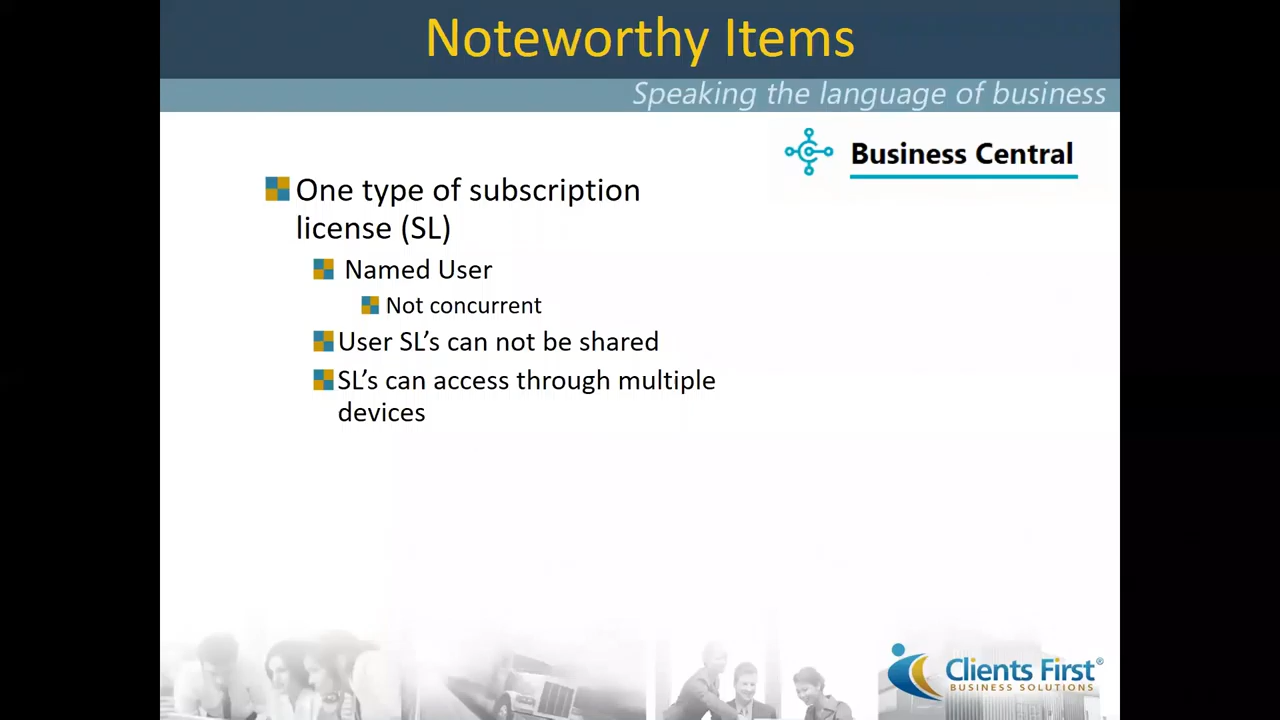 Noteworthy Items
Speaking the language of business
Business Central
One type of subscription
license (SL)
Named User
Not concurrent
User SL’s can not be shared
SL’s can access through multiple
devices
Clients First®
BUSINESS SOLUTIONS